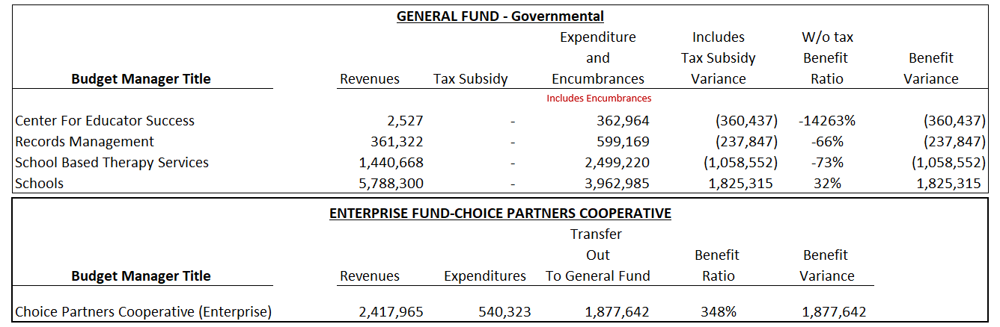 GENERAL FUND - Governmental
Expenditure Includes W/o tax
and Tax Subsidy Benefit Benefit
Budget Manager Title Revenues Tax Subsidy Encumbrances Variance Ratio Variance
Includes Encumbrances
Center For Educator Success 2,527 - 362,964 (360,437) -14263% (360,437)
Records Management 361,322 - 599,169 (237,847) -66% (237,847)
School Based Therapy Services 1,440,668 - 2,499,220 (1,058,552) -73% (1,058,552)
Schools 5,788,300 - 3,962,985 1,825,315 32% 1,825,315
ENTERPRISE FUND-CHOICE PARTNERS COOPERATIVE
Transfer
Out Benefit Benefit
Budget Manager Title Revenues Expenditures To General Fund Ratio Variance
Choice Partners Cooperative (Enterprise) 2,417,965 540,323 1,877,642 348% 1,877,642